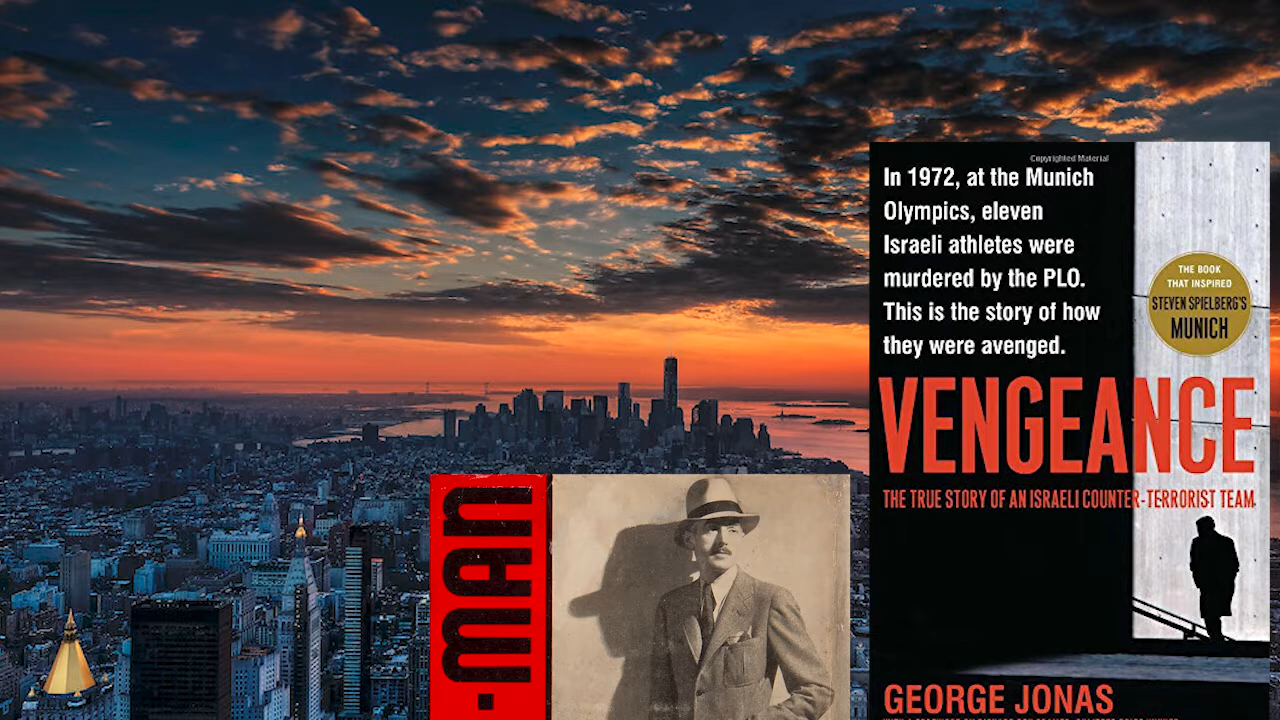 Copyrighted Material
In 1972, at the Munich
Olympics, eleven
Israeli athletes were
murdered by the PLO.
This is the story of how
they were avenged.
THE BOOK
THAT INSPIRED
STEVEN SPIELBERG'S
MUNICH
VENGEANCE
THE TRUE STORY OF AN ISRAELI COUNTER-TERRORIST TEAM
GEORGE JONAS
-MAN